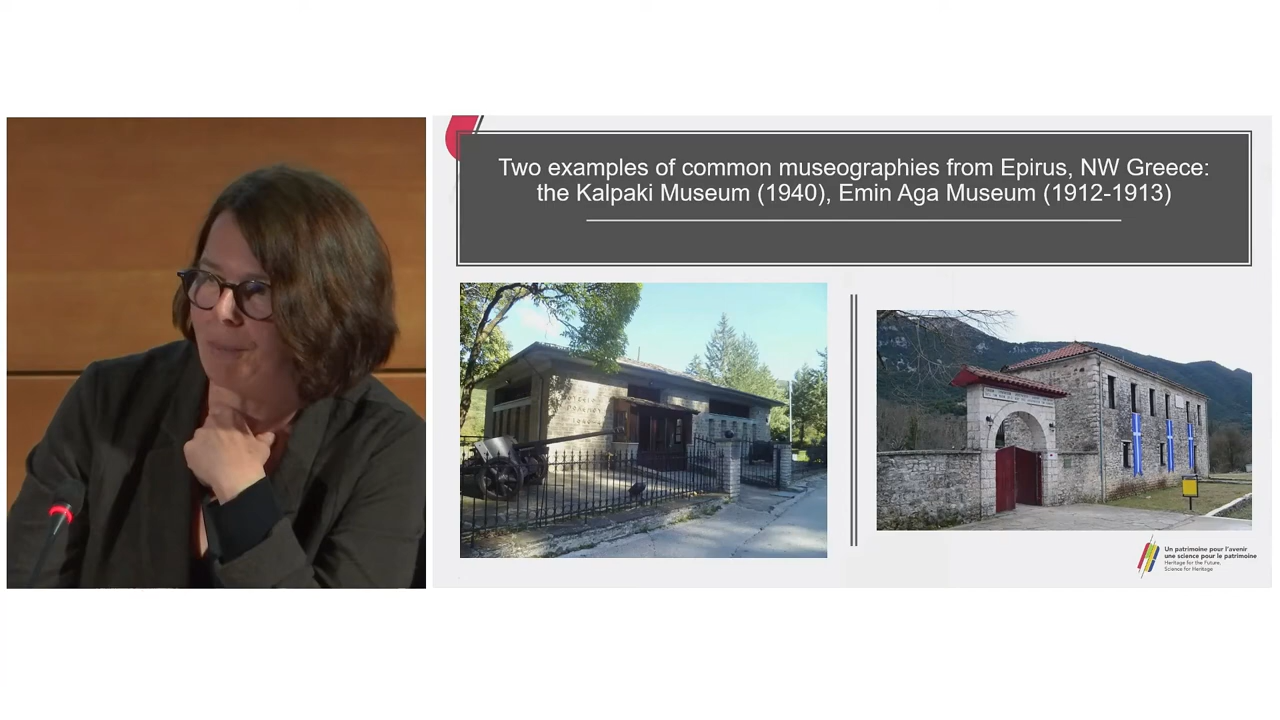 Two examples of common museographies from Epirus, NW Greece:
the Kalpaki Museum (1940), Emin Aga Museum (1912-1913)
Un patrimoine pour l'avenir
une science pour le patrimoine
Heritage for the Future,
Science for Heritage